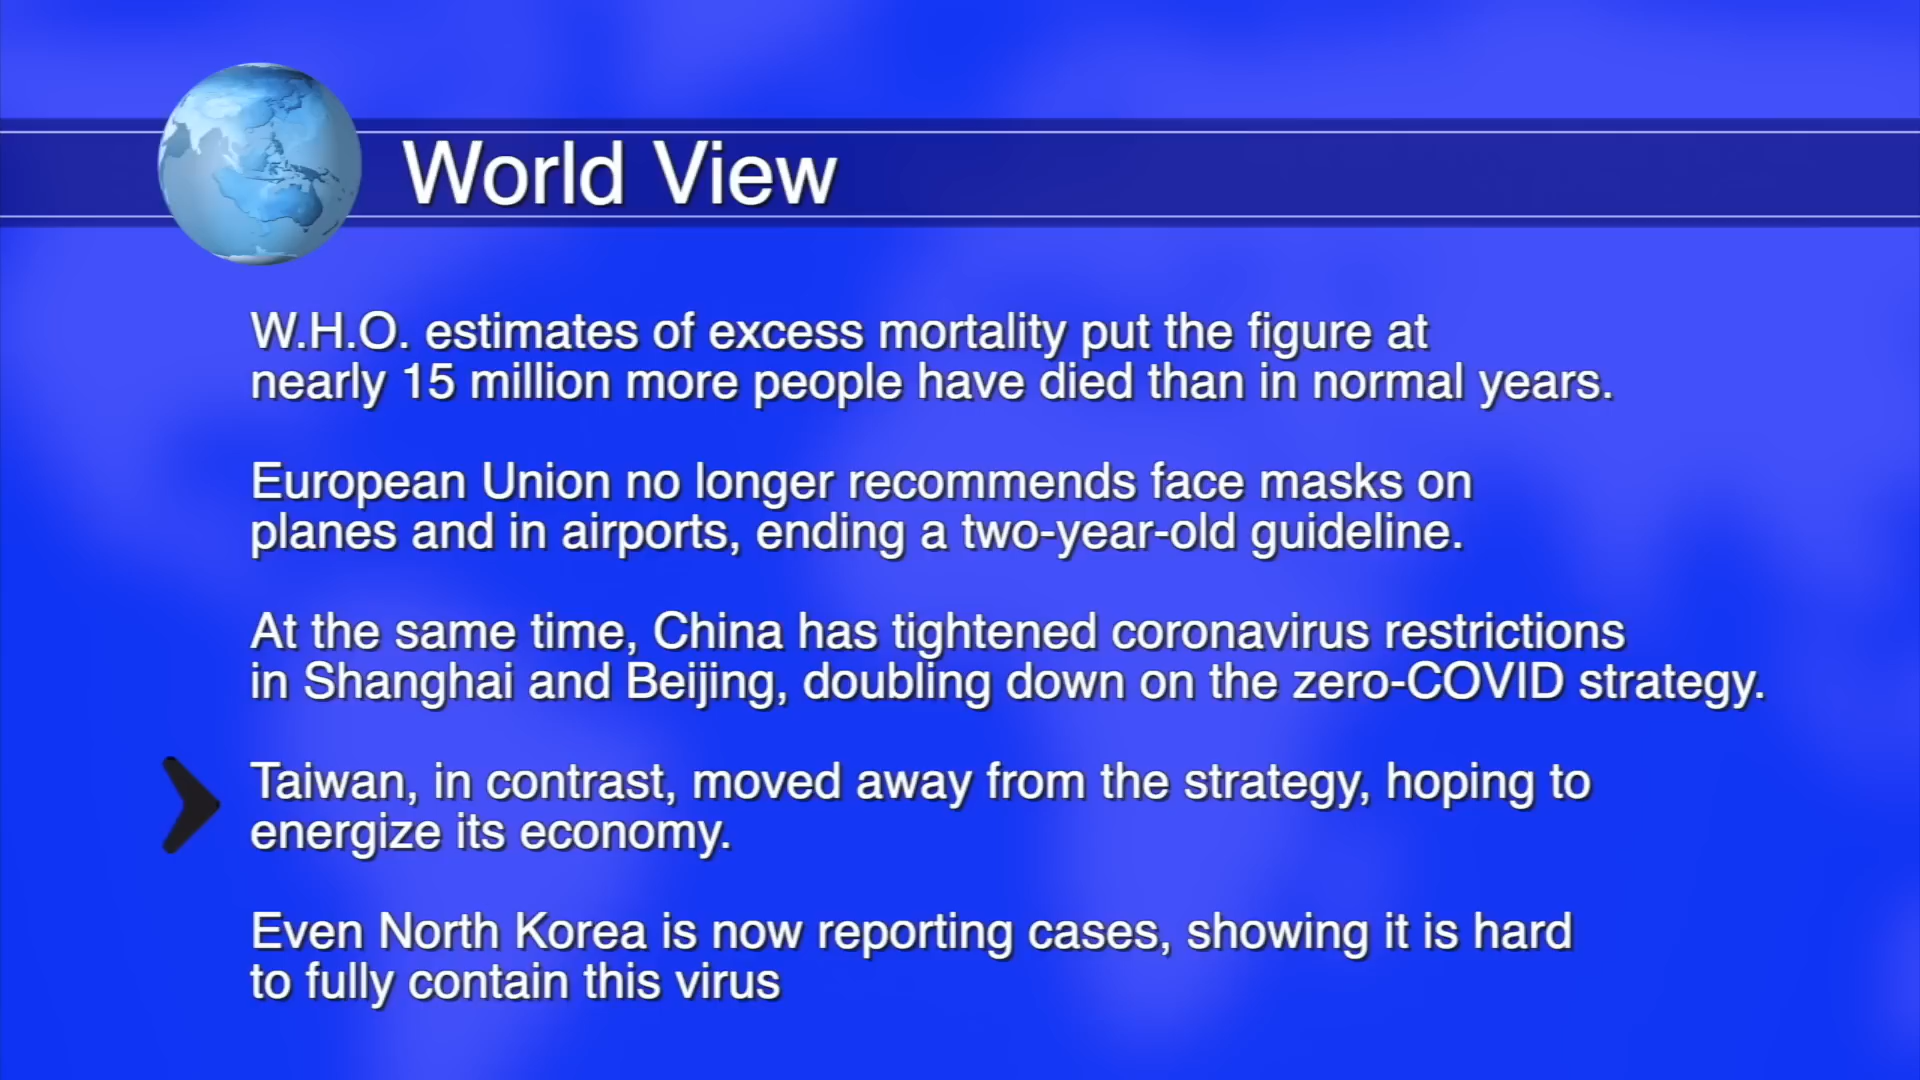 World View
W.H.O. estimates of excess mortality put the figure at
nearly 15 million more people have died than in normal years.
European Union no longer recommends face masks on
planes and in airports, ending a two-year-old guideline.
At the same time, China has tightened coronavirus restrictions
in Shanghai and Beijing, doubling down on the zero-COVID strategy.
Taiwan, in contrast, moved away from the strategy, hoping to
energize its economy.
Even North Korea is now reporting cases, showing it is hard
to fully contain this virus